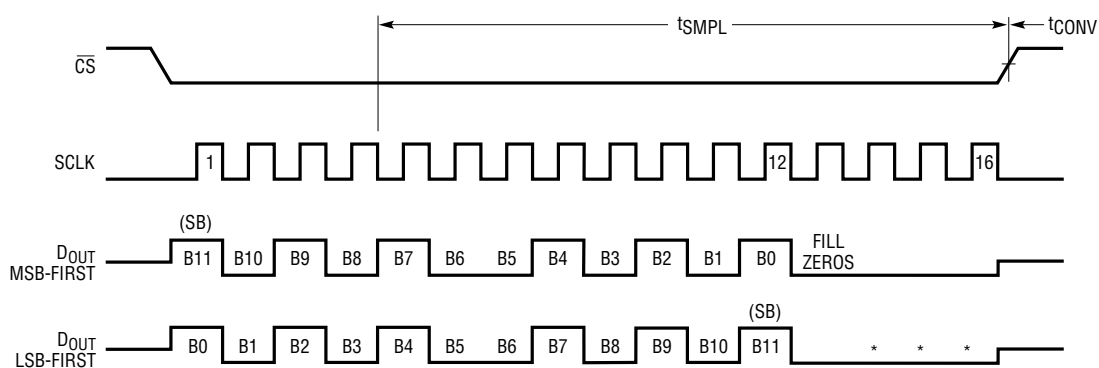 tSMPL
tCONV
CS
SCLK
1
12
16
(SB)
DOUT
MSB-FIRST
B11 B10 B9 B8 B7 B6 B5 B4 B3 B2 B1 B0
FILL
ZEROS
(SB)
DOUT
LSB-FIRST
B0 B1 B2 B3 B4 B5 B6 B7 B8 B9 B10 B11 * * *